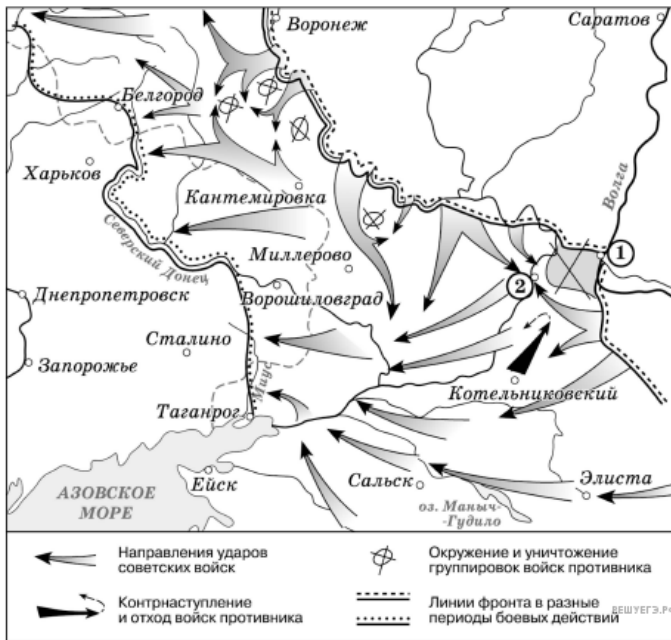 Воронеж
Саратов
Белгород
Волга
Харьков
Кантемировка
Северский Донец
1
Миллерово
2
Днепропетровск
Ворошиловград
Сталино
Запорожье
Миус
Котельниковский
Таганрог
Ейск
Сальск
Элиста
АЗОВСКОЕ
МОРЕ
оз. Маныч-
-Гудило
Направления ударов
советских войск
Окружение и уничтожение
группировок войск противника
Контрнаступление
и отход войск противника
Линии фронта в разные
периоды боевых действий
РЕШУЕГЭ.РФ